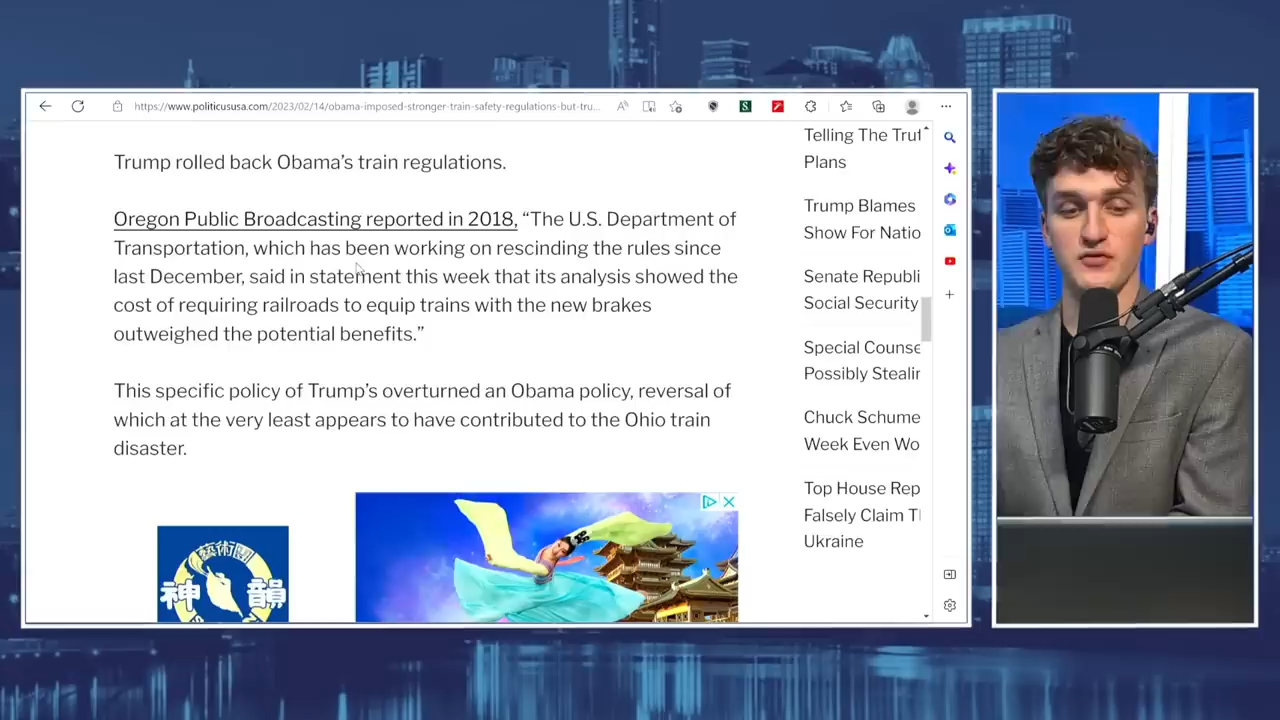 https://www.politicususa.com/2023/02/14/obama-imposed-stronger-train-safety-regulations-but-tru...
Trump rolled back Obama's train regulations.
Oregon Public Broadcasting reported in 2018, “The U.S. Department of
Transportation, which has been working on rescinding the rules since
last December, said in statement this week that its analysis showed the
cost of requiring railroads to equip trains with the new brakes
outweighed the potential benefits.”
This specific policy of Trump's overturned an Obama policy, reversal of
which at the very least appears to have contributed to the Ohio train
disaster.
藝術團
神 韻
Telling The Trut
Plans
Trump Blames
Show For Natio
Senate Republi
Social Security
Special Counse
Possibly Stealin
Chuck Schume
Week Even Wo
Top House Rep
Falsely Claim T
Ukraine